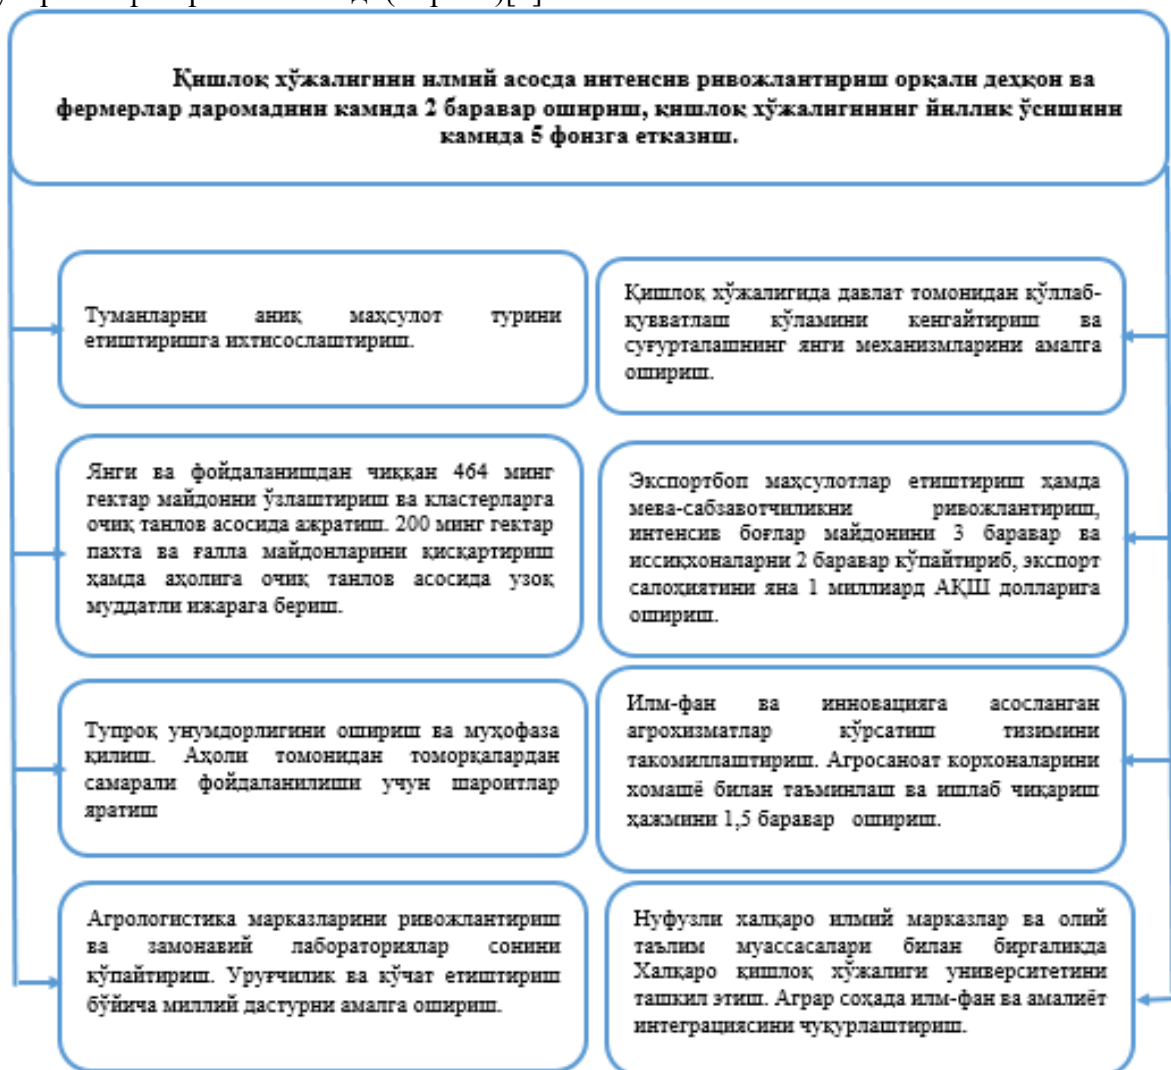 Қишлоқ хўжалигини илмий асосда интенсив ривожлантириш орқали деҳқон ва
фермерлар даромадини камида 2 баравар ошириш, қишлоқ хўжалигининг йиллик ўсишини
камида 5 фоизга етказиш.
Туманларни аниқ маҳсулот турини
етиштиришга ихтисослаштириш.
Қишлоқ хўжалигида давлат томонидан қўллаб-
қувватлаш кўламини кенгайтириш ва
суғурталашнинг янги механизмларини амалга
ошириш.
Янги ва фойдаланишдан чиққан 464 минг
гектар майдонни ўзлаштириш ва кластерларга
очиқ танлов асосида ажратиш. 200 минг гектар
пахта ва ғалла майдонларини қисқартириш
ҳамда аҳолига очиқ танлов асосида узоқ
муддатли ижарага бериш.
Экспортбоп маҳсулотлар етиштириш ҳамда
мева-сабзавотчиликни ривожлантириш,
интенсив боғлар майдонини 3 баравар ва
иссиқхоналарни 2 баравар кўпайтириб, экспорт
салоҳиятини яна 1 миллиард АҚШ долларига
ошириш.
Тупроқ унумдорлигини ошириш ва муҳофаза
қилиш. Аҳоли томонидан томорқалардан
самарали фойдаланилиши учун шароитлар
яратиш
Илм-фан ва инновацияга асосланган
агрохизматлар кўрсатиш тизимини
такомиллаштириш. Агросаноат корхоналарини
хомашё билан таъминлаш ва ишлаб чиқариш
ҳажмини 1,5 баравар ошириш.
Агрологистика марказларини ривожлантириш
ва замонавий лабораториялар сонини
кўпайтириш. Уруғчилик ва кўчат етиштириш
бўйича миллий дастурни амалга ошириш.
Нуфузли халқаро илмий марказлар ва олий
таълим муассасалари билан биргаликда
Халқаро қишлоқ хўжалиги университетини
ташкил этиш. Аграр соҳада илм-фан ва амалиёт
интеграциясини чуқурлаштириш.